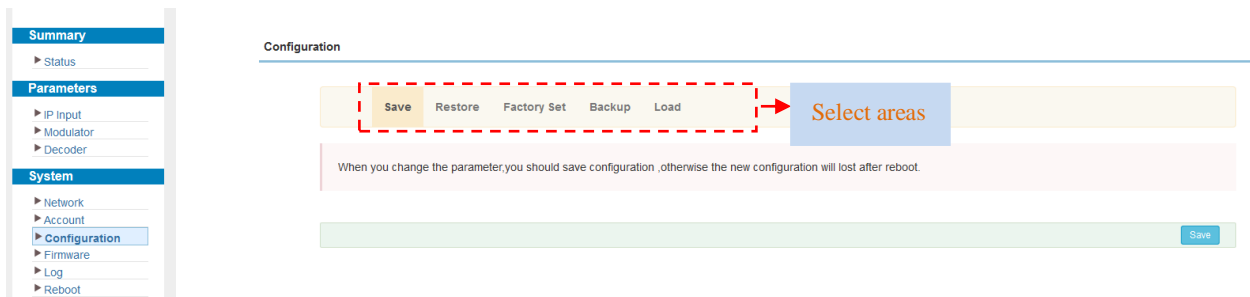 Summary
Status
Parameters
IP Input
Modulator
Decoder
System
Network
Account
Configuration
Firmware
Log
Reboot
Configuration
Save Restore Factory Set Backup Load
Select areas
When you change the parameter,you should save configuration ,otherwise the new configuration will lost after reboot.
Save